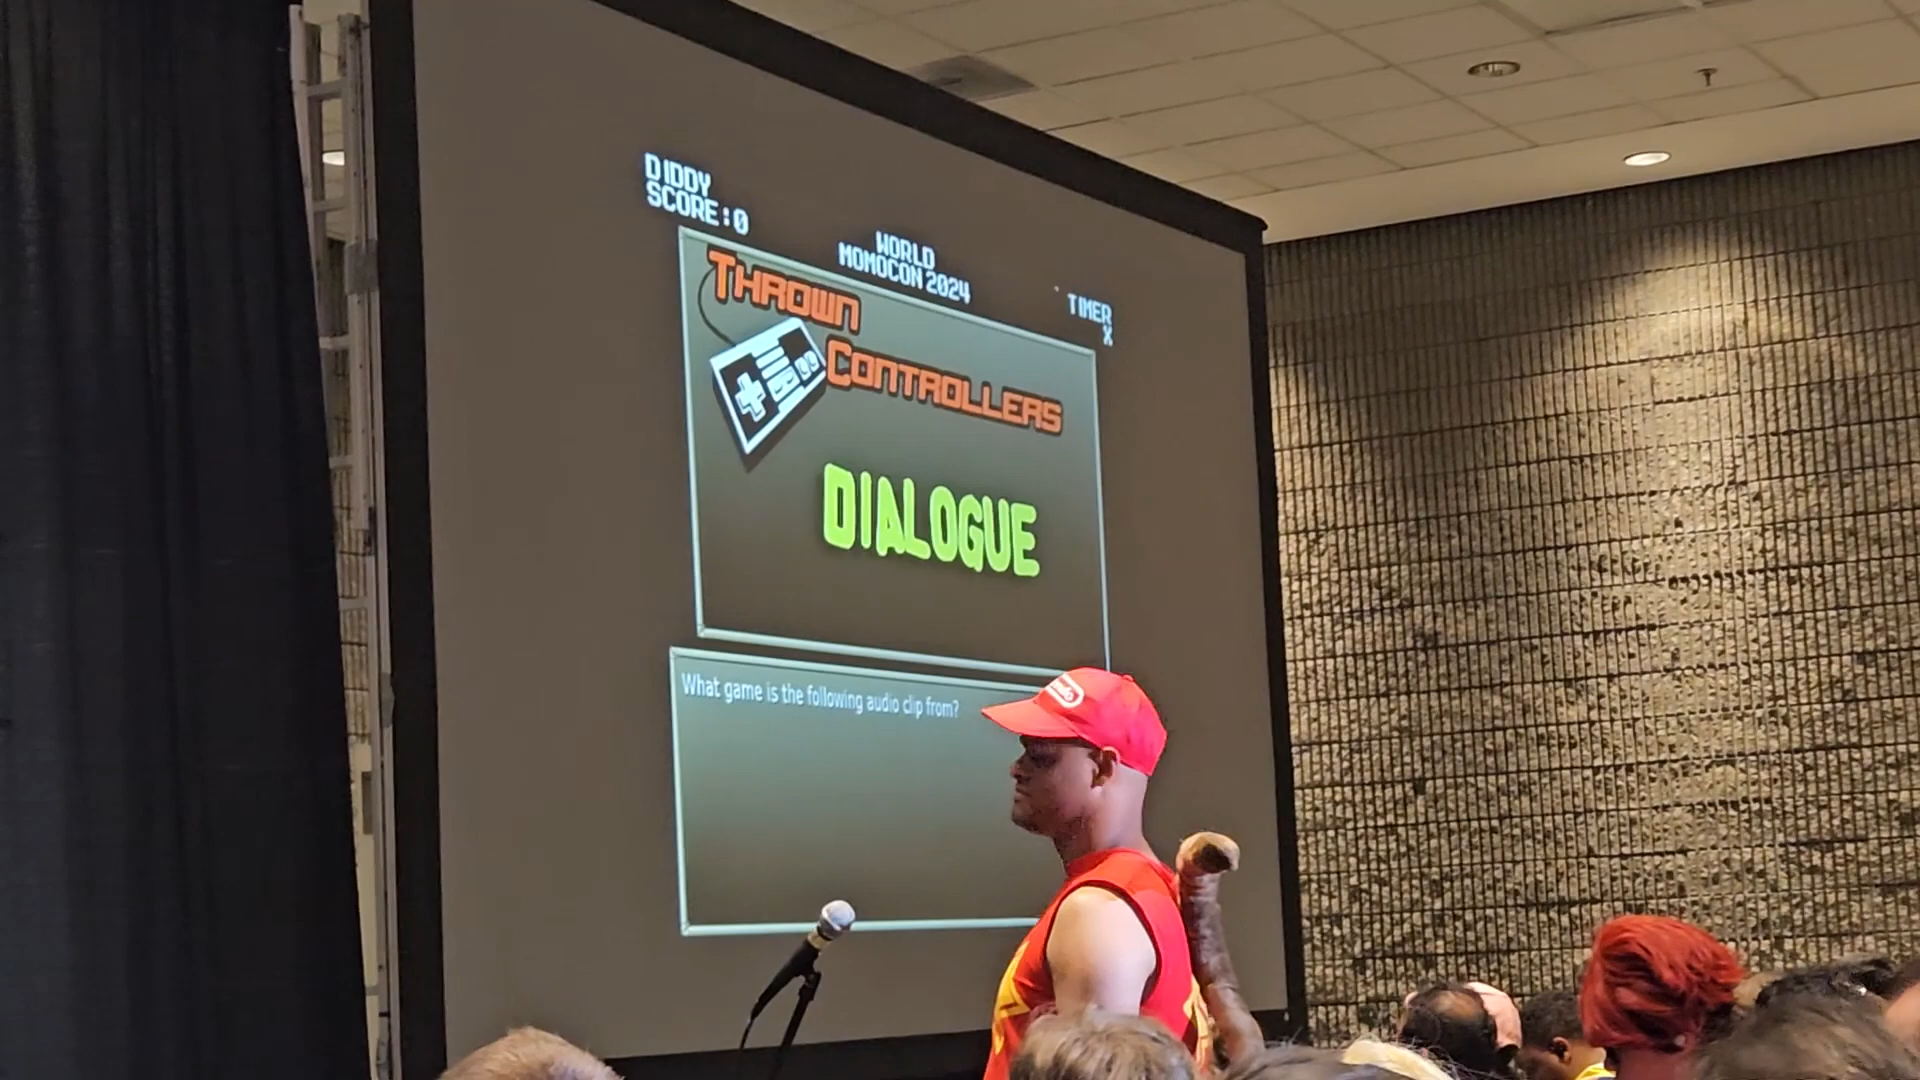 DIDDY
SCORE:0
WORLD
MOMOCON 2024
TIMER
X
THROWN
CONTROLLERS
DIALOGUE
What game is the following audio clip from?